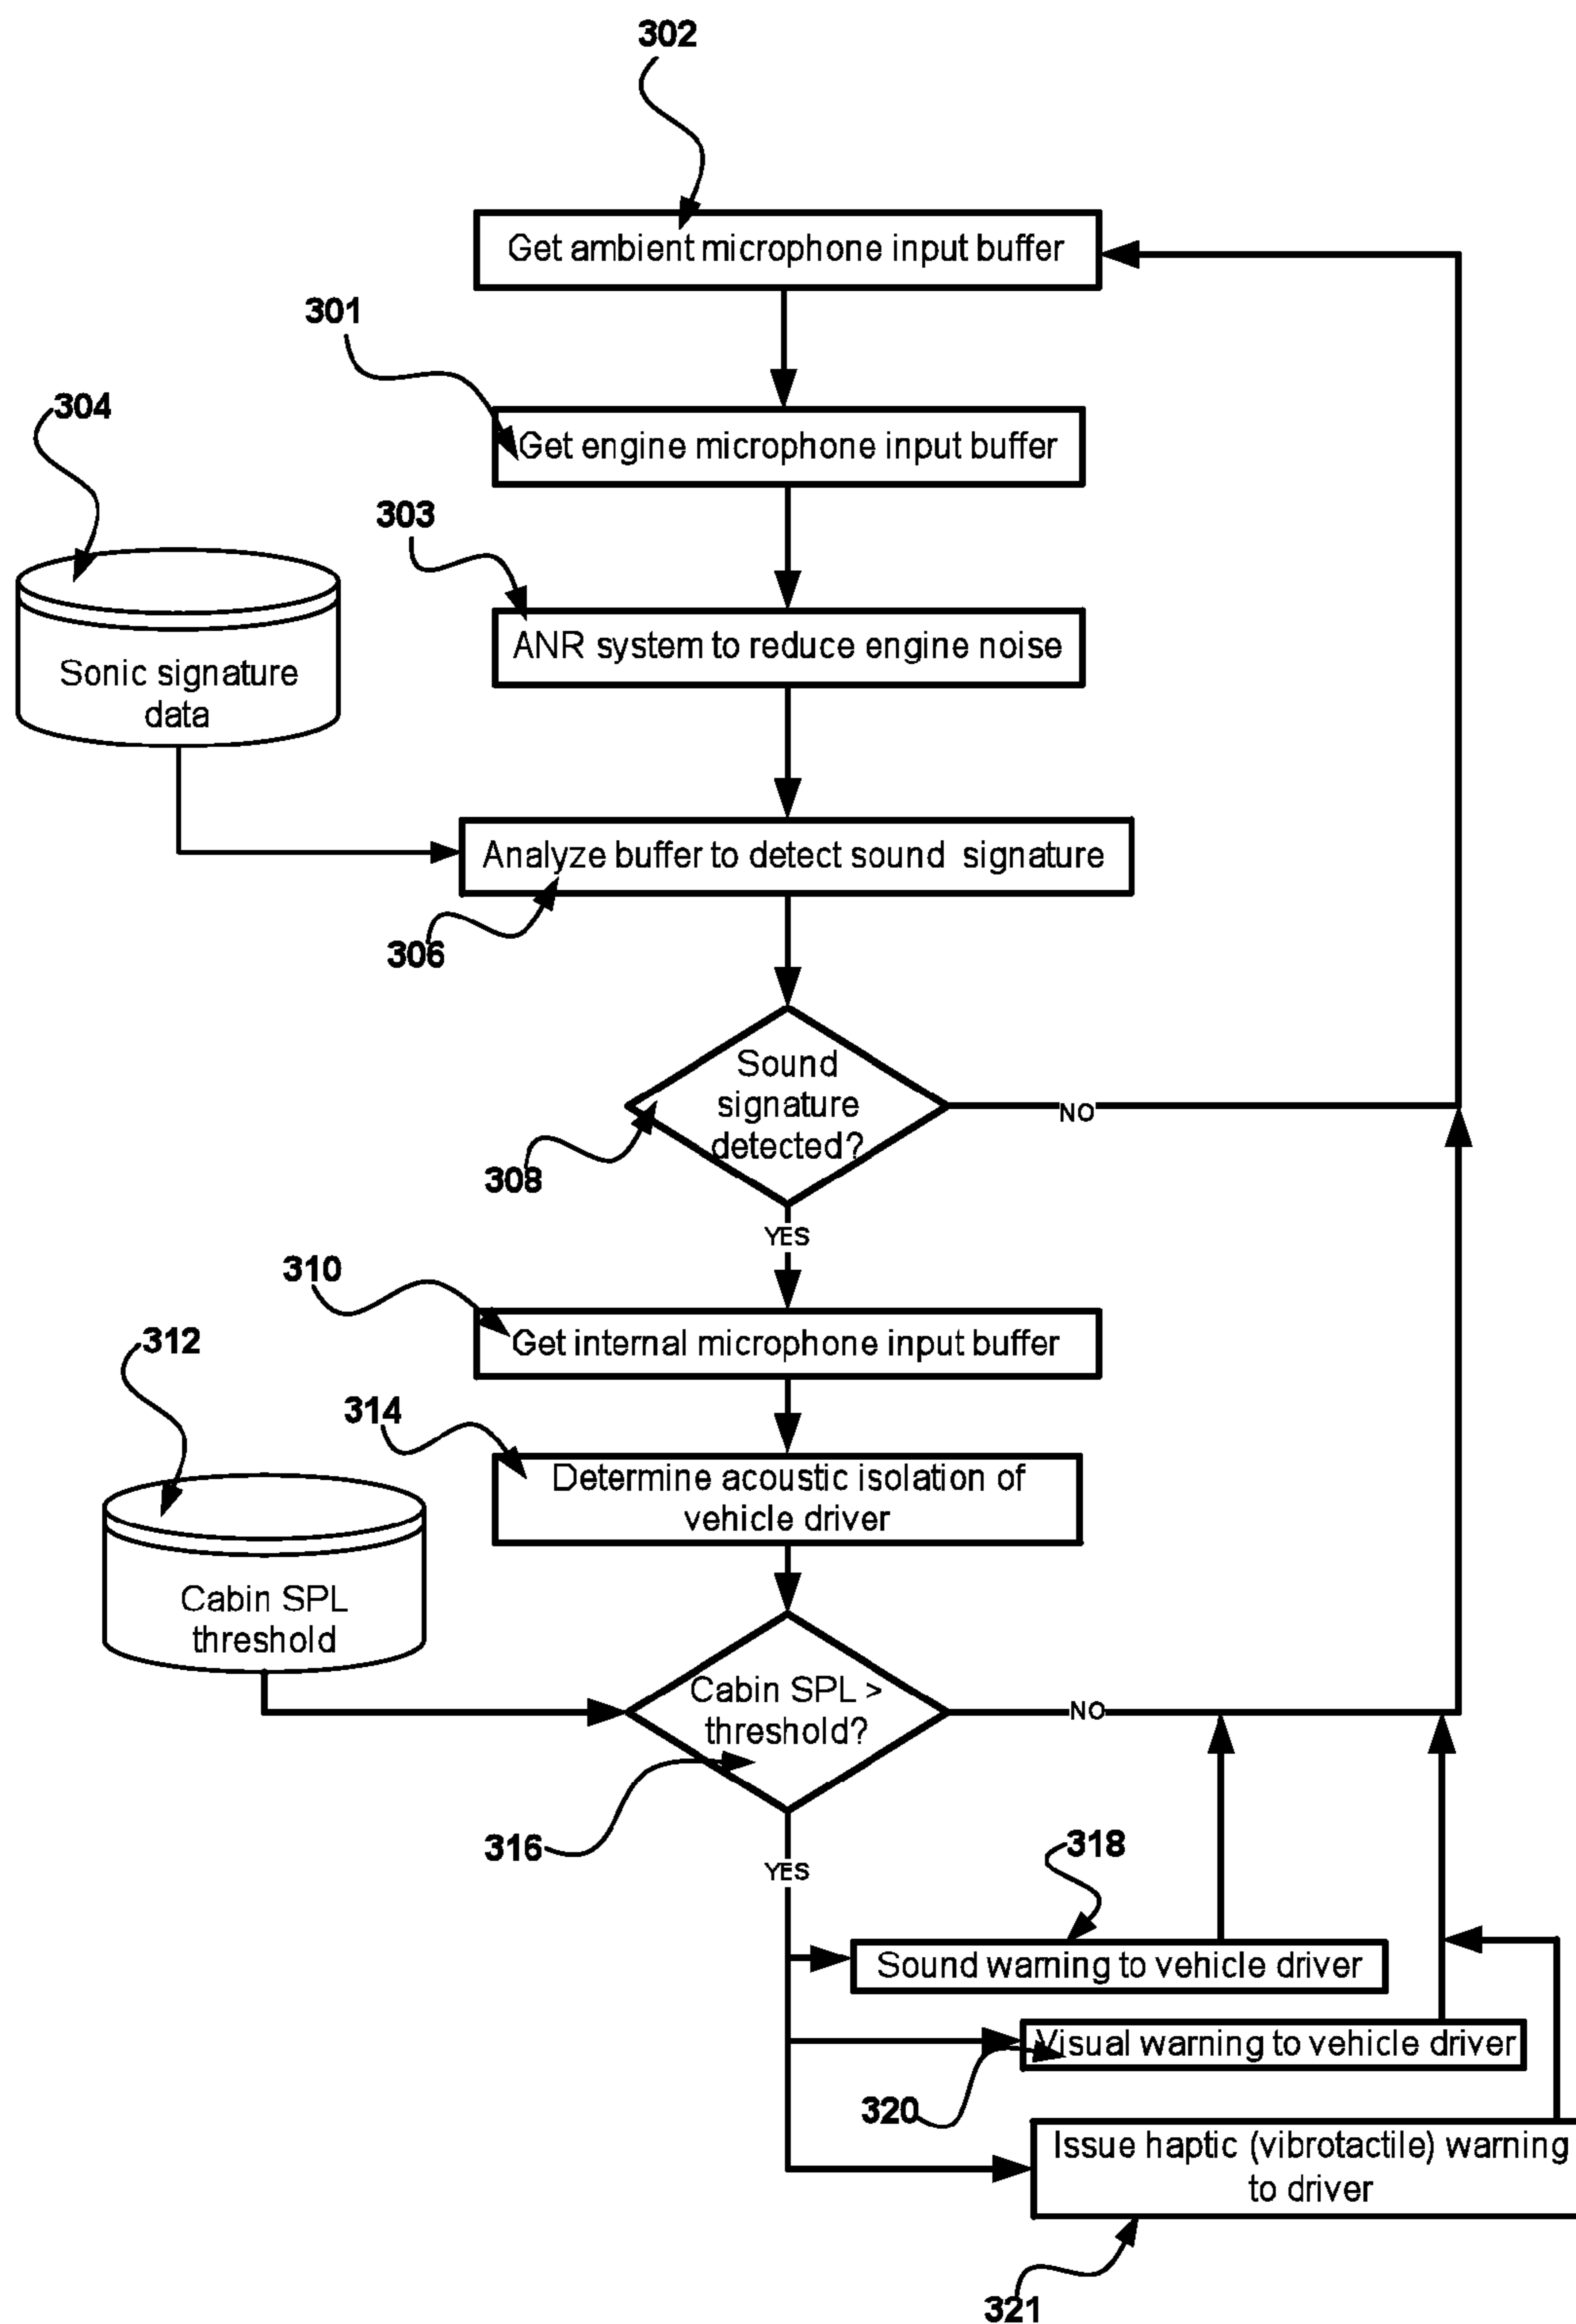 302
Get ambient microphone input buffer
301
Get engine microphone input buffer
304
303
ANR system to reduce engine noise
Sonic signature
data
Analyze buffer to detect sound signature
306
Sound
signature
detected?
NO
308
YES
310
Get internal microphone input buffer
312
314
Determine acoustic isolation of
vehicle driver
Cabin SPL
threshold
Cabin SPL >
threshold?
NO
316
YES
318
Sound warning to vehicle driver
Visual warning to vehicle driver
320
Issue haptic (vibrotactile) warning
to driver
321